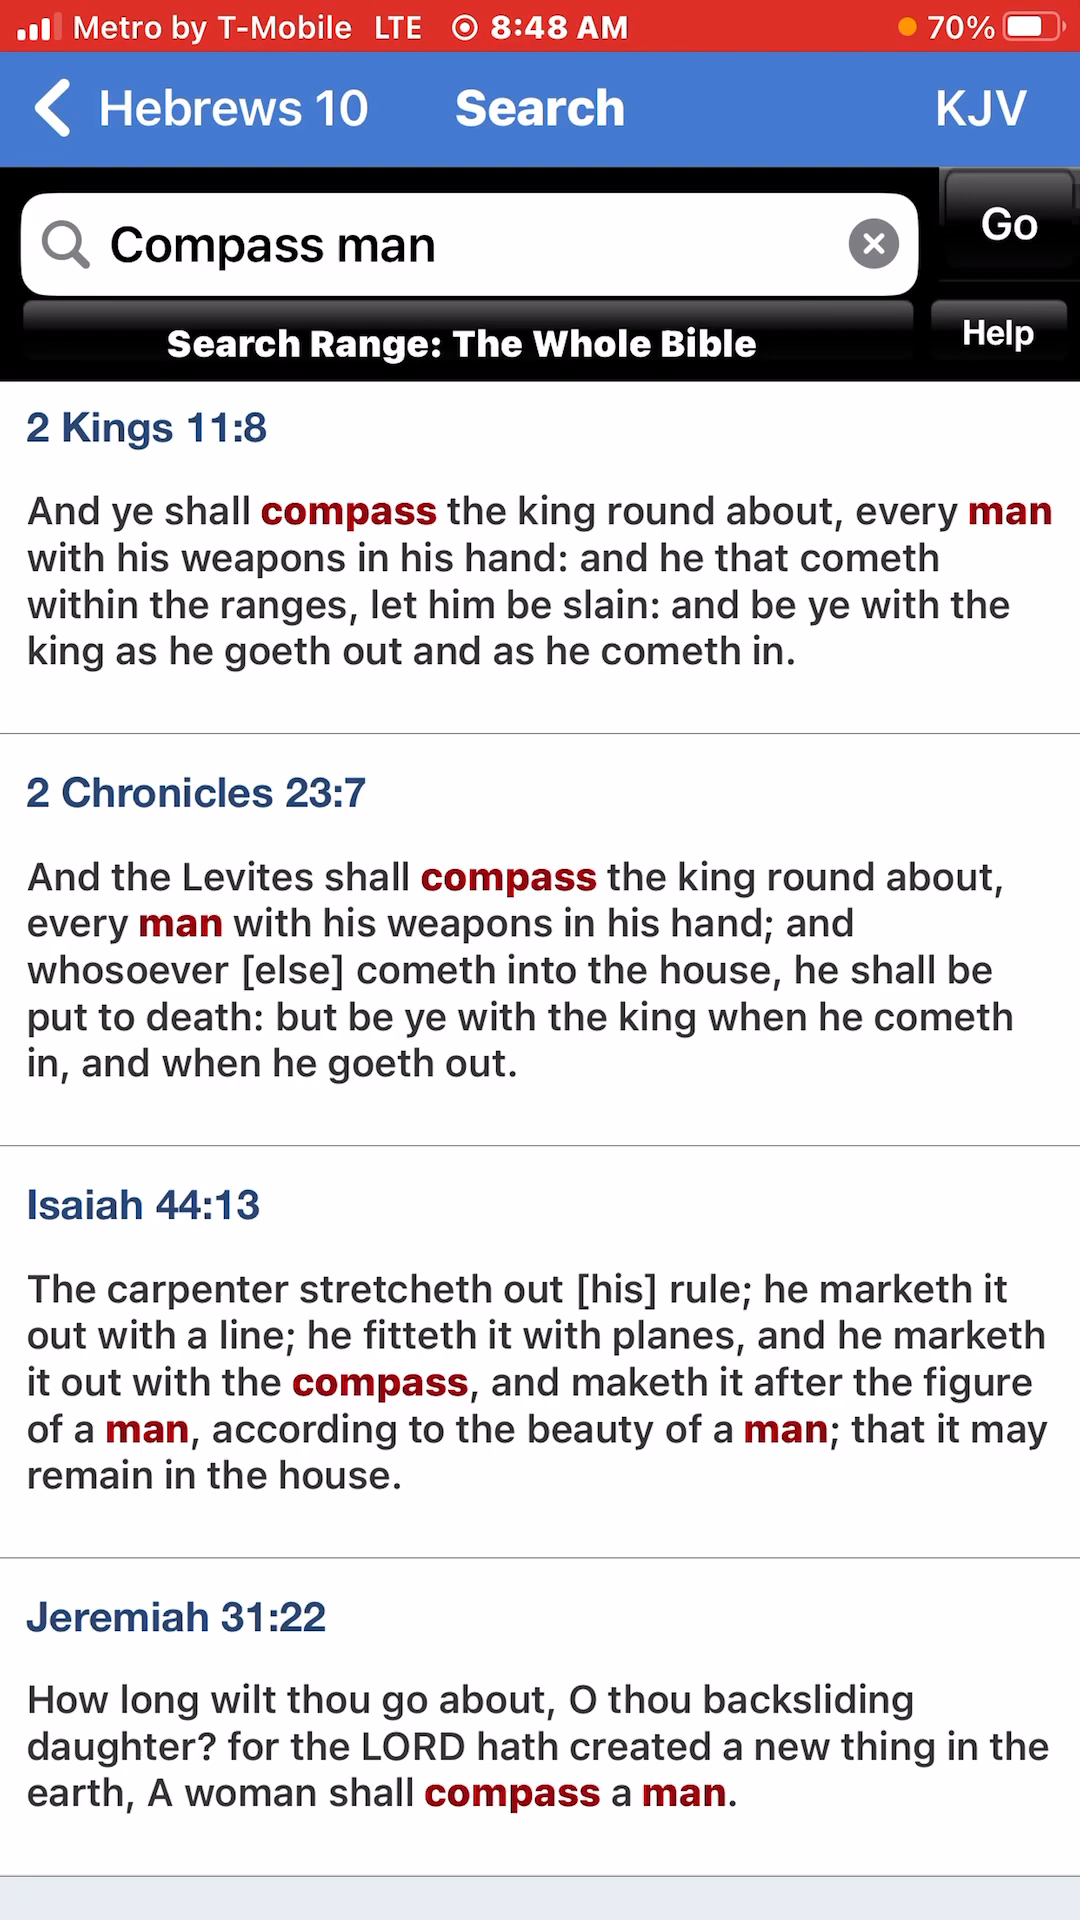 Metro by T-Mobile LTE 8:48 AM 70%
Hebrews 10 Search KJV
Compass man Go
Search Range: The Whole Bible Help
2 Kings 11:8
And ye shall compass the king round about, every man
with his weapons in his hand: and he that cometh
within the ranges, let him be slain: and be ye with the
king as he goeth out and as he cometh in.
2 Chronicles 23:7
And the Levites shall compass the king round about,
every man with his weapons in his hand; and
whosoever [else] cometh into the house, he shall be
put to death: but be ye with the king when he cometh
in, and when he goeth out.
Isaiah 44:13
The carpenter stretcheth out [his] rule; he marketh it
out with a line; he fitteth it with planes, and he marketh
it out with the compass, and maketh it after the figure
of a man, according to the beauty of a man; that it may
remain in the house.
Jeremiah 31:22
How long wilt thou go about, O thou backsliding
daughter? for the LORD hath created a new thing in the
earth, A woman shall compass a man.